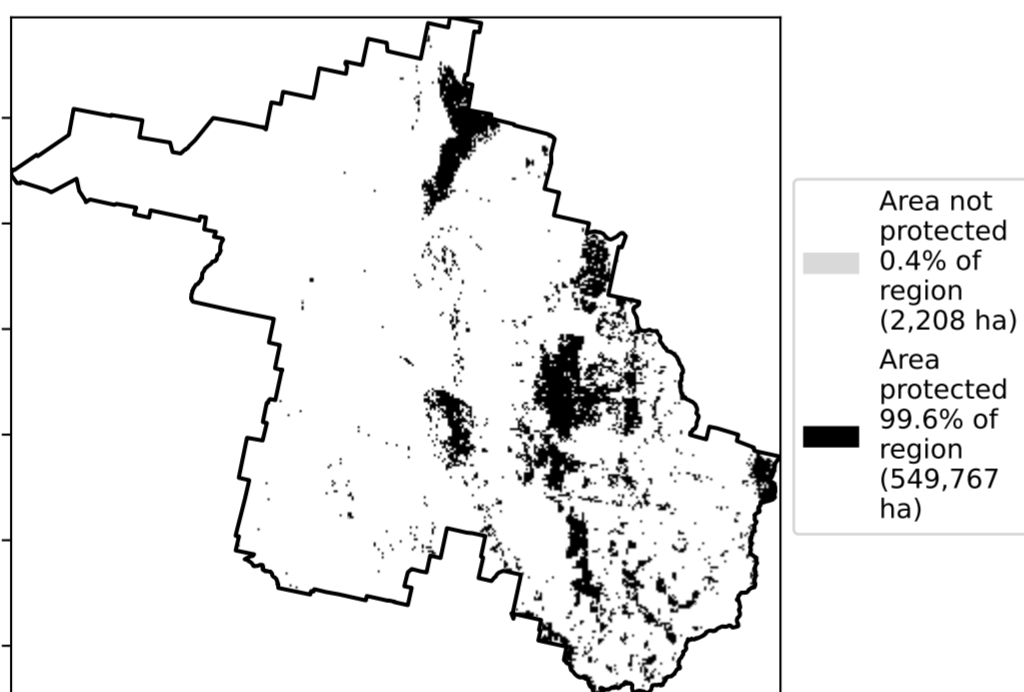 Area not
protected
0.4% of
region
(2,208 ha)
Area
protected
99.6% of
region
(549,767
ha)